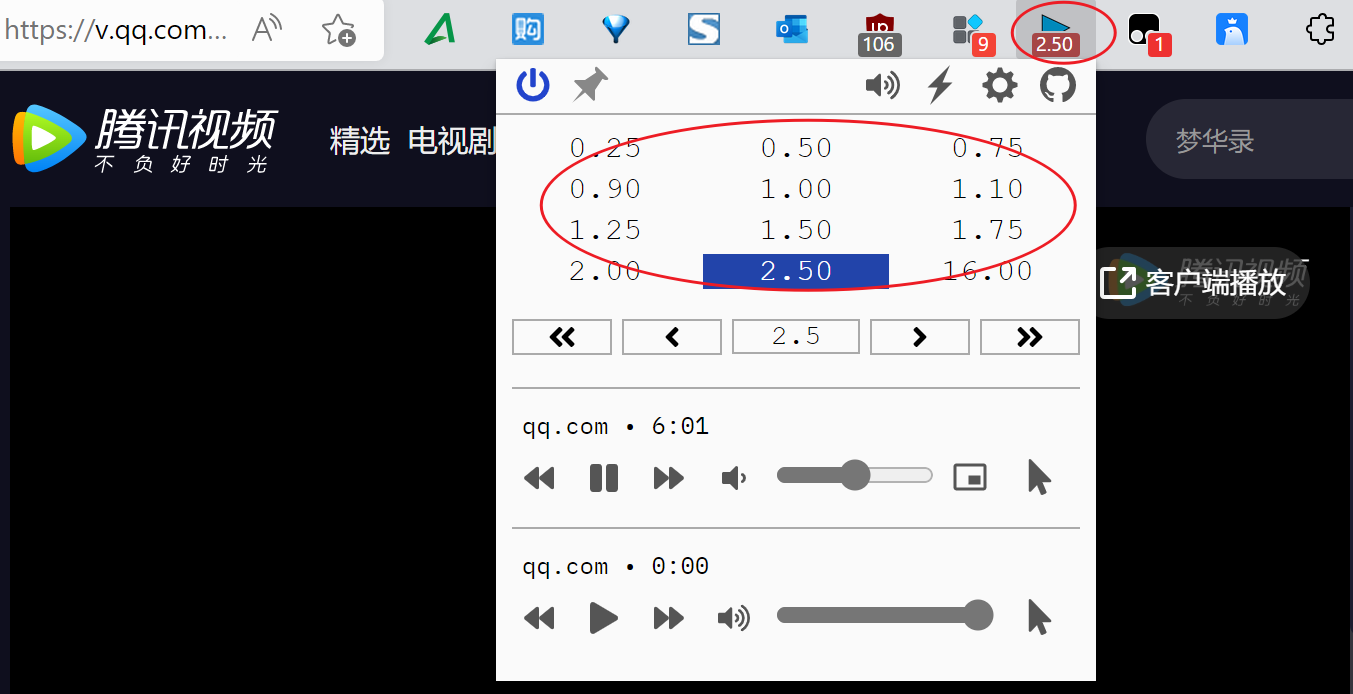 https://v.qq.com...
106
9
2.50
1
腾讯视频
不负好时光
精选 电视剧
梦华录
0.25 0.50 0.75
0.90 1.00 1.10
1.25 1.50 1.75
2.00 2.50 16.00
2.5
客户端播放
腾讯视频
不负好时光
qq.com • 6:01
qq.com • 0:00
购